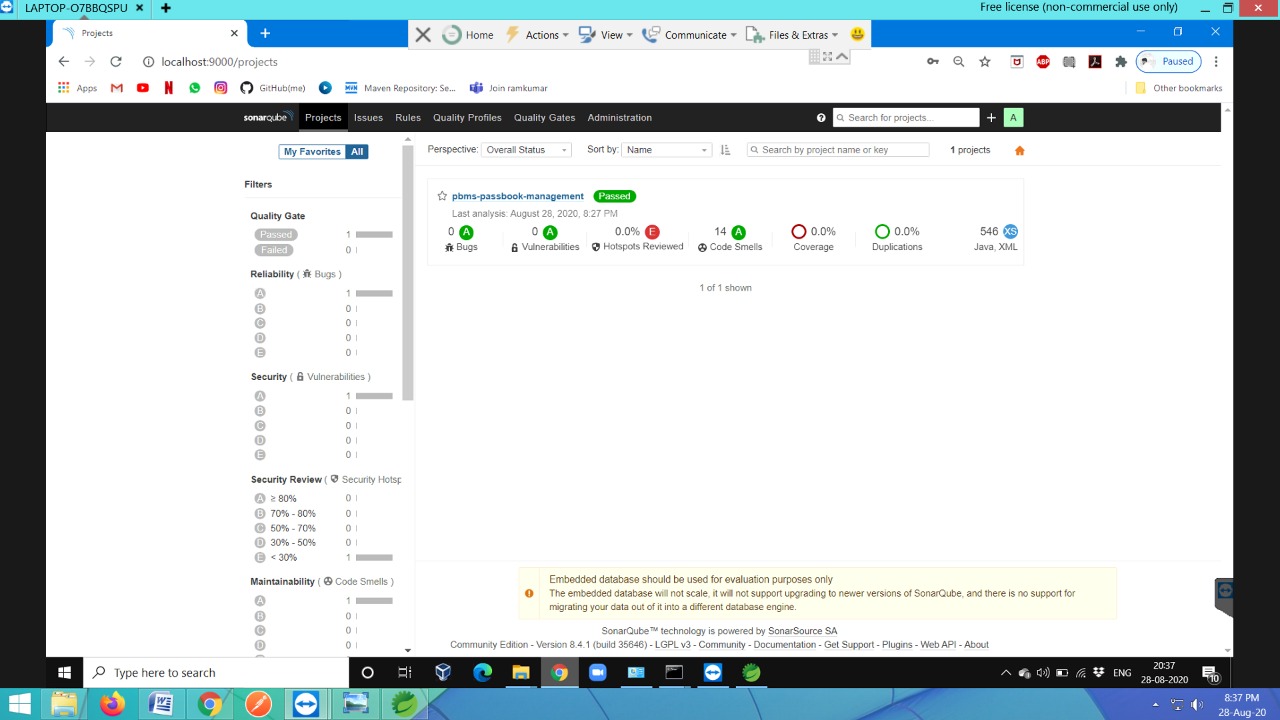 LAPTOP-O7BBQSPU
Free license (non-commercial use only)
Projects
Home
Actions
View
Communicate
Files & Extras
localhost:9000/projects
Paused
Apps
GitHub(me)
Maven Repository: Se...
Join ramkumar
Other bookmarks
sonarqube Projects Issues Rules Quality Profiles Quality Gates Administration
Search for projects...
A
My Favorites All
Perspective: Overall Status Sort by: Name Search by project name or key 1 projects
Filters
Quality Gate
Passed 1
Failed 0
Reliability ( Bugs )
A 1
B 0
C 0
D 0
E 0
Security ( Vulnerabilities )
A 1
B 0
C 0
D 0
E 0
Security Review ( Security Hotsp
A ≥ 80% 0
B 70% - 80% 0
C 50% - 70% 0
D 30% - 50% 0
E < 30% 1
Maintainability ( Code Smells )
A 1
B 0
C 0
D 0
pbms-passbook-management Passed
Last analysis: August 28, 2020, 8:27 PM
0 A 0 A 0.0% E 14 A 0.0% 0.0% 546 XS
Bugs Vulnerabilities Hotspots Reviewed Code Smells Coverage Duplications Java, XML
1 of 1 shown
Embedded database should be used for evaluation purposes only
The embedded database will not scale, it will not support upgrading to newer versions of SonarQube, and there is no support for
migrating your data out of it into a different database engine.
SonarQube™ technology is powered by SonarSource SA
Community Edition - Version 8.4.1 (build 35646) - LGPL v3 - Community - Documentation - Get Support - Plugins - Web API - About
Type here to search
ENG
20:37
28-08-2020
10
8:37 PM
28-Aug-20